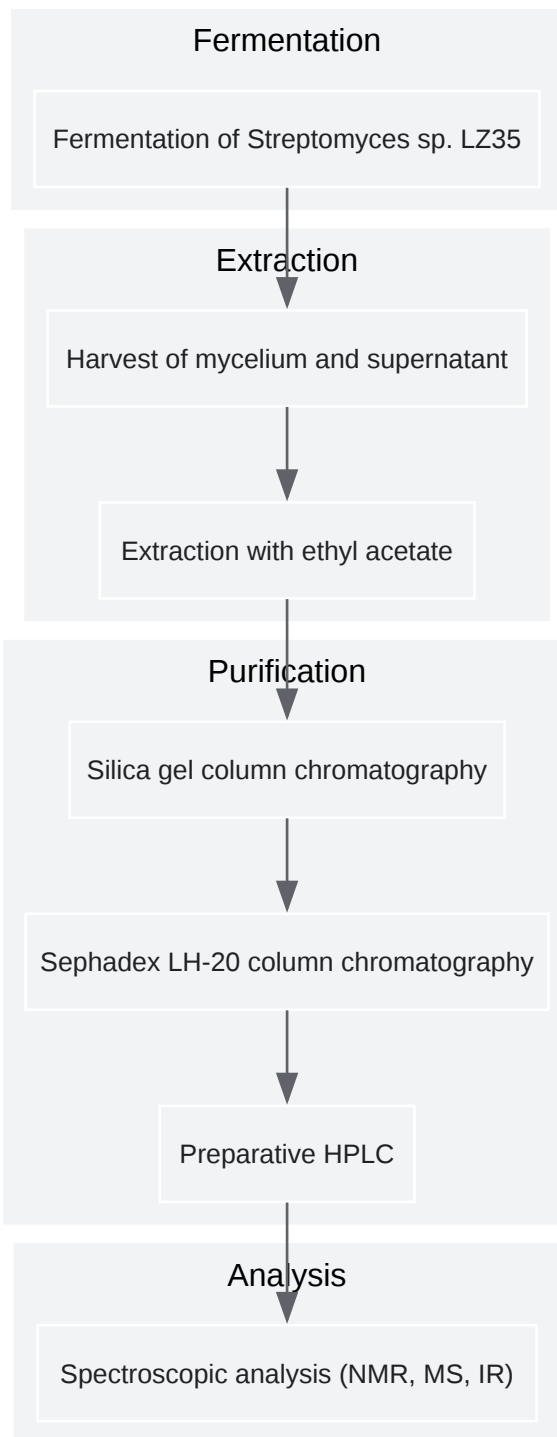 Fermentation
Fermentation of Streptomyces sp. LZ35
Extraction
Harvest of mycelium and supernatant
Extraction with ethyl acetate
Purification
Silica gel column chromatography
Sephadex LH-20 column chromatography
Preparative HPLC
Analysis
Spectroscopic analysis (NMR, MS, IR)